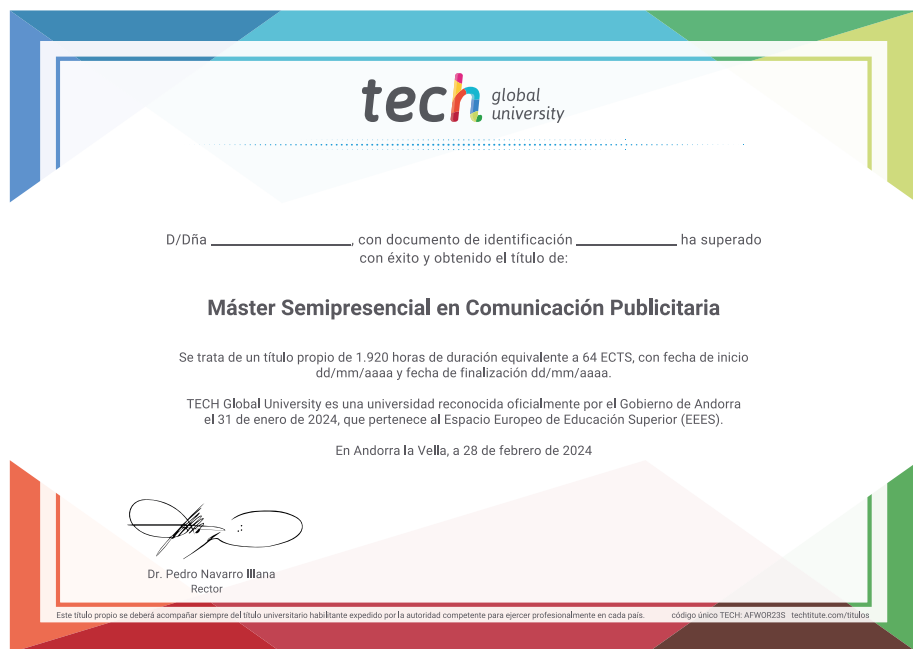 tech global university
D/Dña ____________, con documento de identificación ____________ ha superado
con éxito y obtenido el título de:
Máster Semipresencial en Comunicación Publicitaria
Se trata de un título propio de 1.920 horas de duración equivalente a 64 ECTS, con fecha de inicio
dd/mm/aaaa y fecha de finalización dd/mm/aaaa.
TECH Global University es una universidad reconocida oficialmente por el Gobierno de Andorra
el 31 de enero de 2024, que pertenece al Espacio Europeo de Educación Superior (EEES).
En Andorra la Vella, a 28 de febrero de 2024
Dr. Pedro Navarro Illana
Rector
Este título propio se deberá acompañar siempre del título universitario habilitante expedido por la autoridad competente para ejercer profesionalmente en cada país. código único TECH: AFWOR23S techtitute.com/titulos